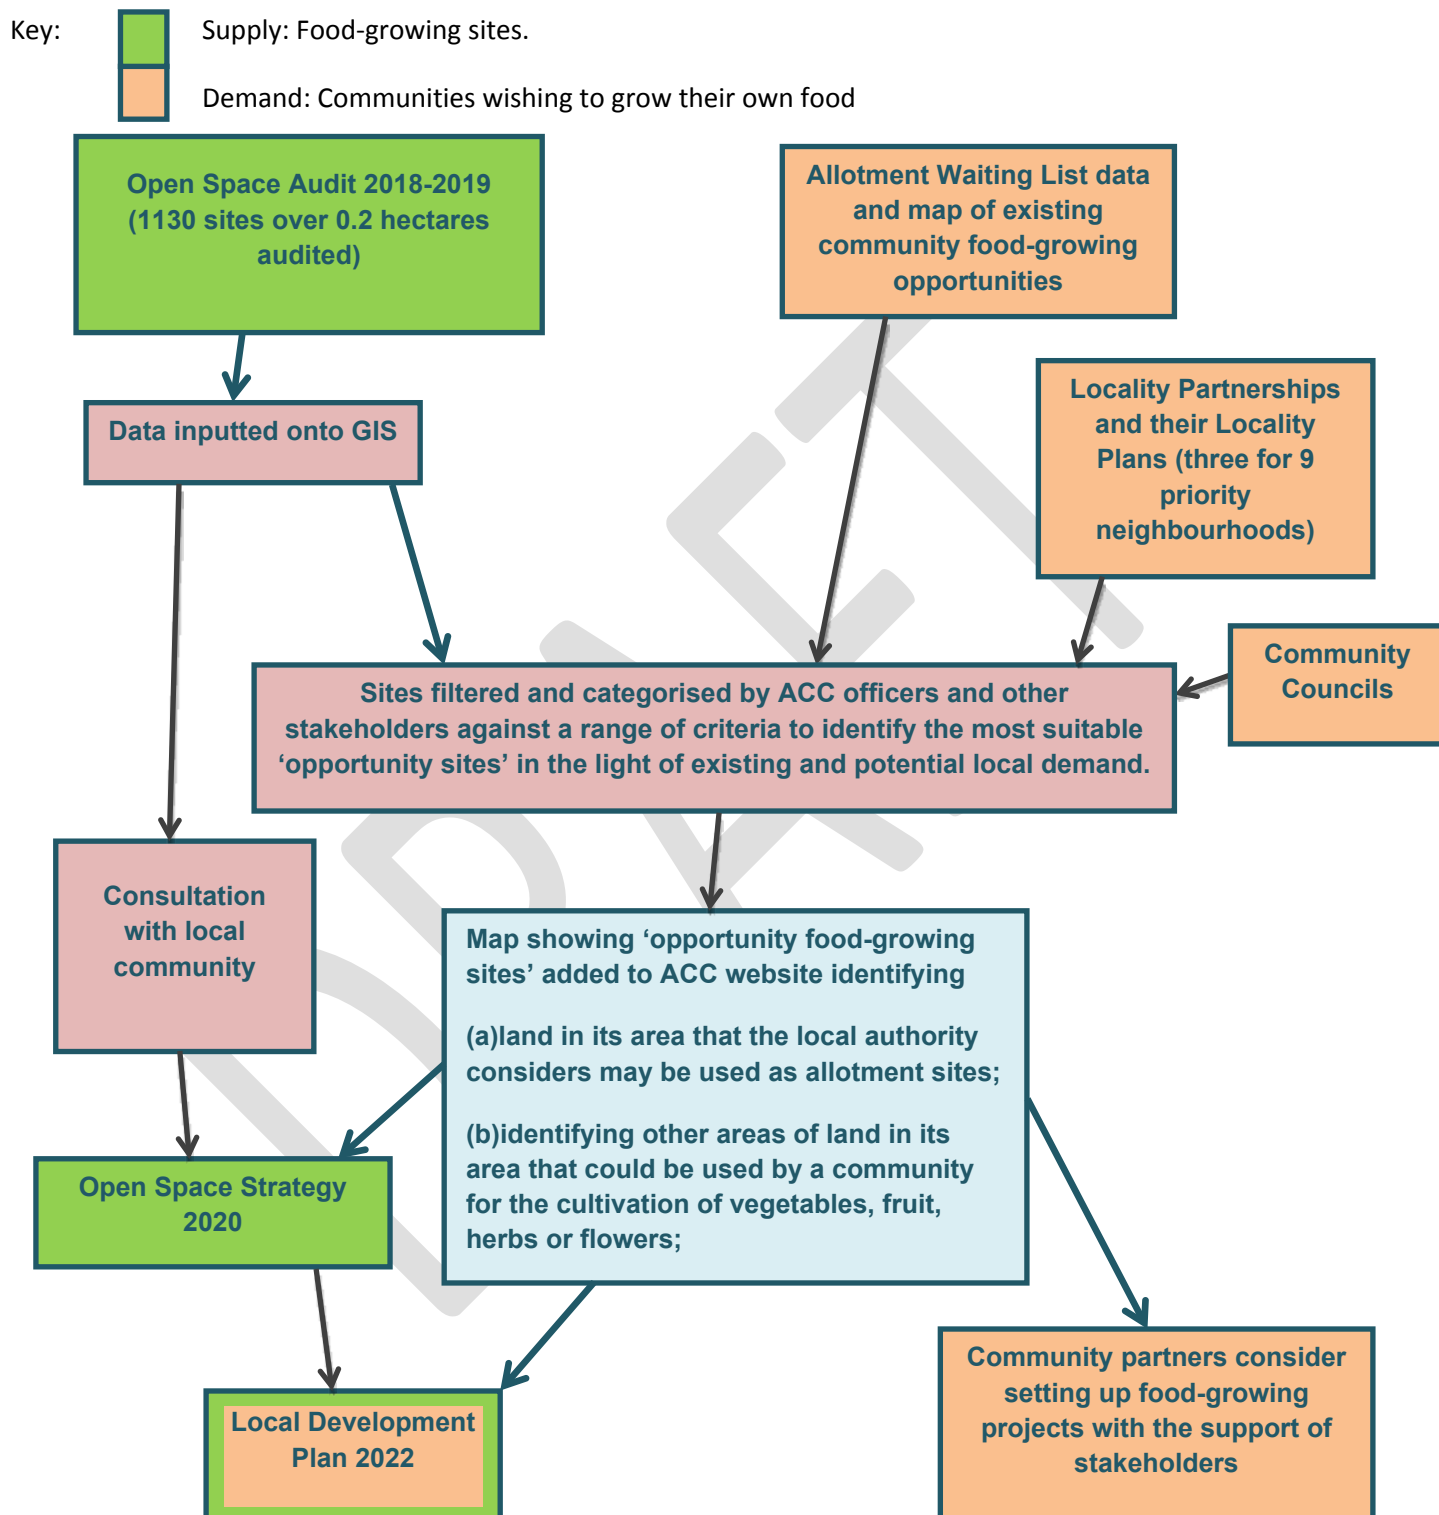 Key:
Supply: Food-growing sites.
Demand: Communities wishing to grow their own food
Open Space Audit 2018-2019
(1130 sites over 0.2 hectares
audited)
Allotment Waiting List data
and map of existing
community food-growing
opportunities
Data inputted onto GIS
Locality Partnerships
and their Locality
Plans (three for 9
priority
neighbourhoods)
Community
Councils
Sites filtered and categorised by ACC officers and other
stakeholders against a range of criteria to identify the most suitable
‘opportunity sites’ in the light of existing and potential local demand.
Consultation
with local
community
Map showing ‘opportunity food-growing
sites’ added to ACC website identifying
(a)land in its area that the local authority
considers may be used as allotment sites;
(b)identifying other areas of land in its
area that could be used by a community
for the cultivation of vegetables, fruit,
herbs or flowers;
Open Space Strategy
2020
Local Development
Plan 2022
Community partners consider
setting up food-growing
projects with the support of
stakeholders
DRAFT